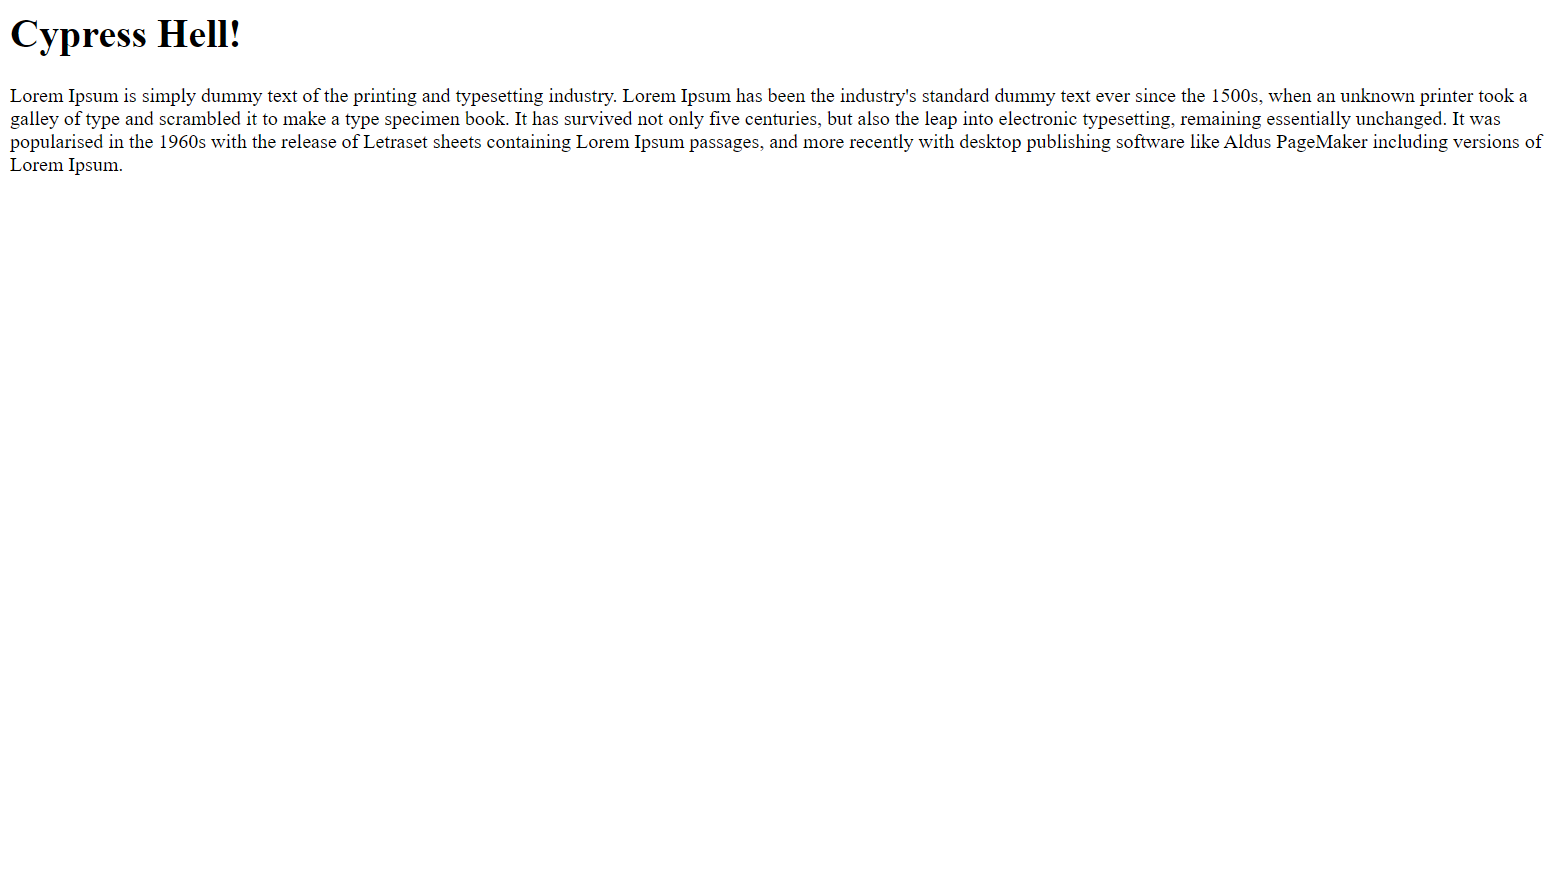 Cypress Hell!
Lorem Ipsum is simply dummy text of the printing and typesetting industry. Lorem Ipsum has been the industry's standard dummy text ever since the 1500s, when an unknown printer took a
galley of type and scrambled it to make a type specimen book. It has survived not only five centuries, but also the leap into electronic typesetting, remaining essentially unchanged. It was
popularised in the 1960s with the release of Letraset sheets containing Lorem Ipsum passages, and more recently with desktop publishing software like Aldus PageMaker including versions of
Lorem Ipsum.